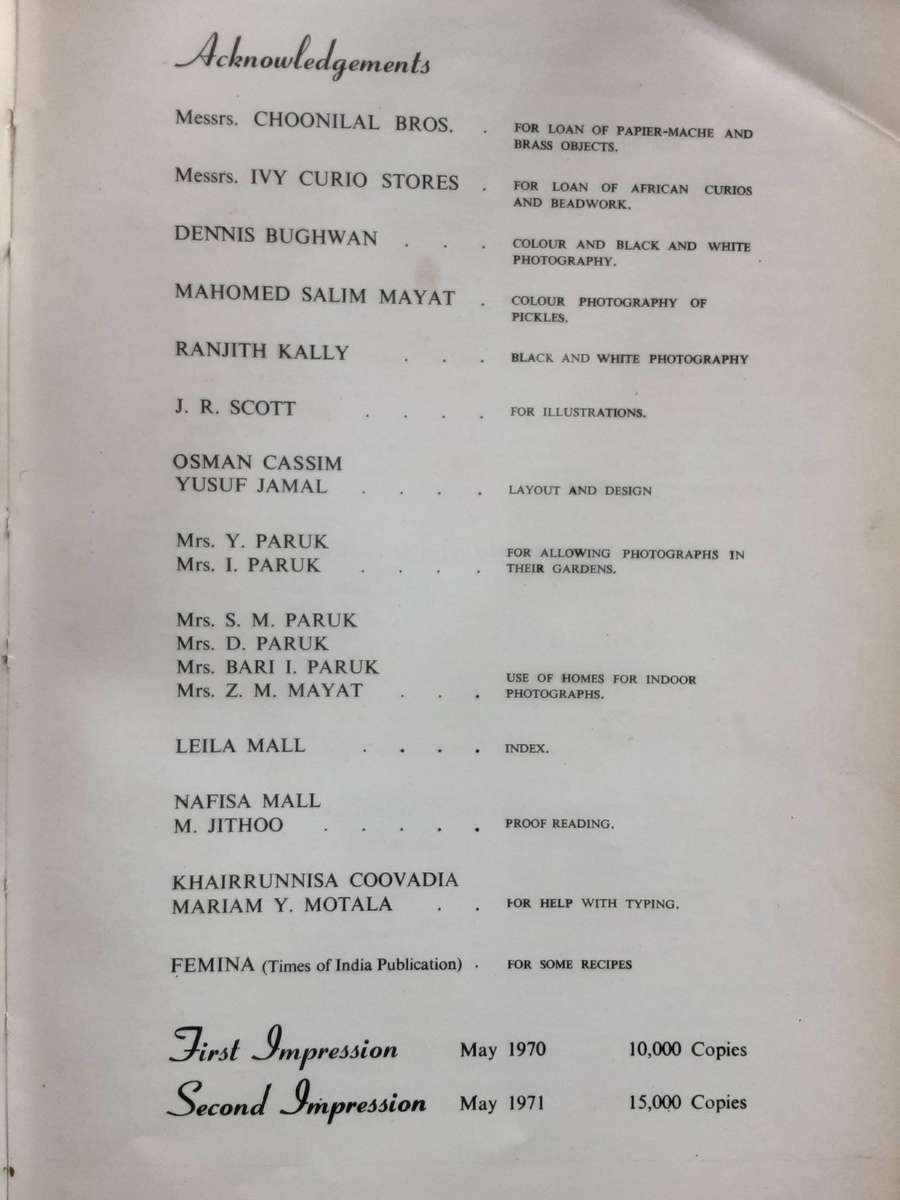 Acknowledgements
Messrs. CHOONILAL BROS. . FOR LOAN OF PAPIER-MACHE AND
BRASS OBJECTS.
Messrs. IVY CURIO STORES . FOR LOAN OF AFRICAN CURIOS
AND BEADWORK.
DENNIS BUGHWAN . . . COLOUR AND BLACK AND WHITE
PHOTOGRAPHY.
MAHOMED SALIM MAYAT . COLOUR PHOTOGRAPHY OF
PICKLES.
RANJITH KALLY . . . BLACK AND WHITE PHOTOGRAPHY
J. R. SCOTT . . . . FOR ILLUSTRATIONS.
OSMAN CASSIM
YUSUF JAMAL . . . . LAYOUT AND DESIGN
Mrs. Y. PARUK
FOR ALLOWING PHOTOGRAPHS IN
Mrs. I. PARUK . . . . THEIR GARDENS.
Mrs. S. M. PARUK
Mrs. D. PARUK
Mrs. BARI I. PARUK
USE OF HOMES FOR INDOOR
Mrs. Z. M. MAYAT . . . PHOTOGRAPHS.
LEILA MALL . . . . INDEX.
NAFISA MALL
M. JITHOO . . . . . PROOF READING.
KHAIRRUNNISA COOVADIA
MARIAM Y. MOTALA . . FOR HELP WITH TYPING.
FEMINA (Times of India Publication) . FOR SOME RECIPES
First Impression May 1970 10,000 Copies
Second Impression May 1971 15,000 Copies